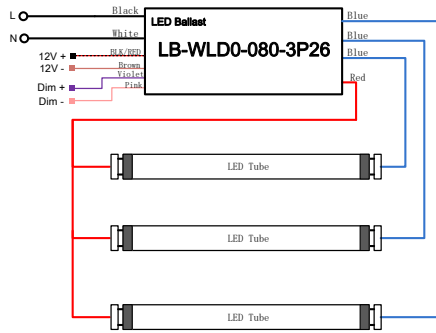 L Black LED Ballast Blue
N White LB-WLD0-080-3P26 Blue
12V + BLK/RED Blue
12V - Brown
Dim + Violet Red
Dim - Pink
LED Tube
LED Tube
LED Tube